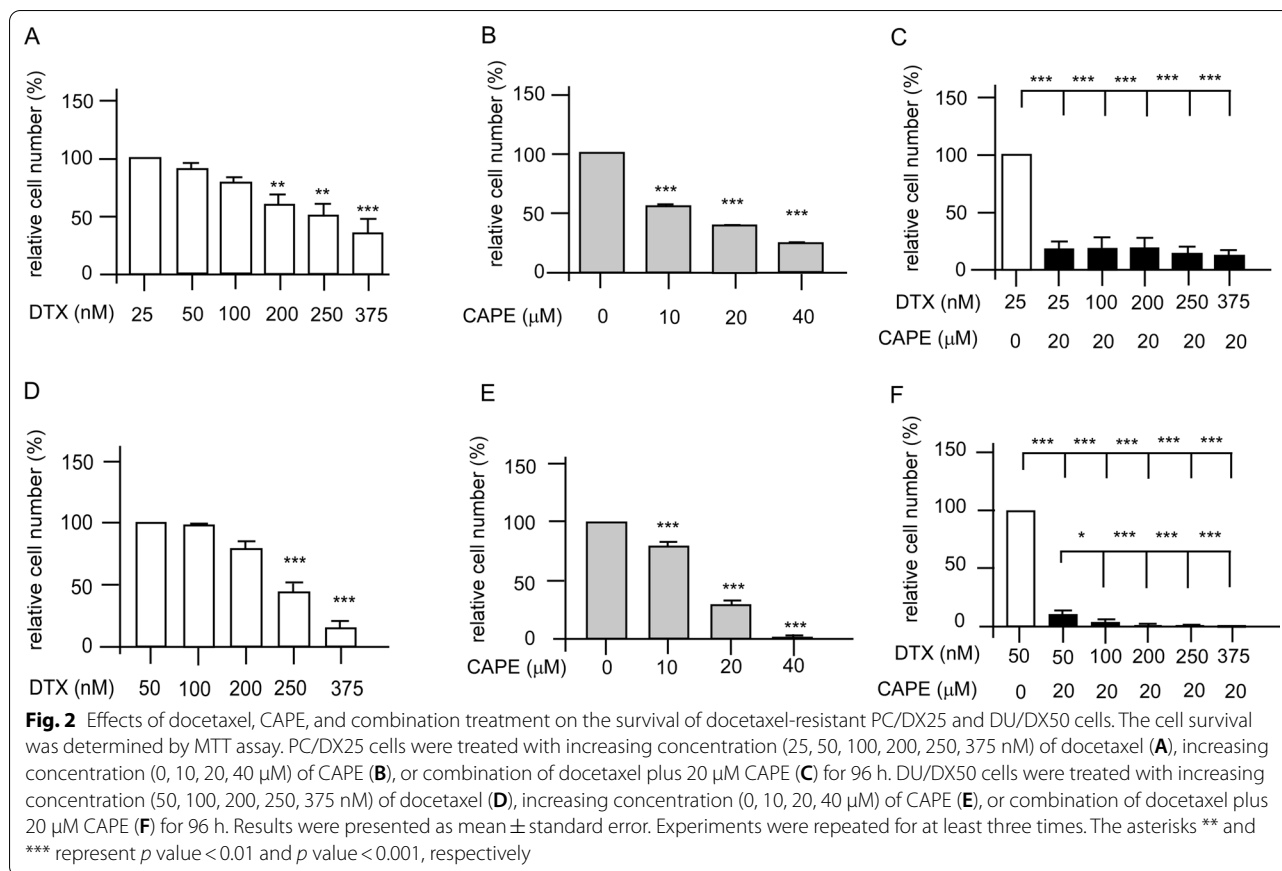 A
relative cell number (%)
150
100
50
0
** ** ***
DTX (nM) 25 50 100 200 250 375
B
relative cell number (%)
150
100
50
0
*** *** ***
CAPE (μM) 0 10 20 40
C
relative cell number (%)
*** *** *** *** ***
150
100
50
0
DTX (nM) 25 25 100 200 250 375
CAPE (μM) 0 20 20 20 20 20
D
relative cell number (%)
150
100
50
0
*** ***
DTX (nM) 50 100 200 250 375
E
relative cell number (%)
150
100
50
0
*** *** ***
CAPE (μM) 0 10 20 40
F
relative cell number (%)
*** *** *** *** ***
150
100
* *** *** ***
50
0
DTX (nM) 50 50 100 200 250 375
CAPE (μM) 0 20 20 20 20 20
Fig. 2 Effects of docetaxel, CAPE, and combination treatment on the survival of docetaxel-resistant PC/DX25 and DU/DX50 cells. The cell survival
was determined by MTT assay. PC/DX25 cells were treated with increasing concentration (25, 50, 100, 200, 250, 375 nM) of docetaxel (A), increasing
concentration (0, 10, 20, 40 μM) of CAPE (B), or combination of docetaxel plus 20 μM CAPE (C) for 96 h. DU/DX50 cells were treated with increasing
concentration (50, 100, 200, 250, 375 nM) of docetaxel (D), increasing concentration (0, 10, 20, 40 μM) of CAPE (E), or combination of docetaxel plus
20 μM CAPE (F) for 96 h. Results were presented as mean ± standard error. Experiments were repeated for at least three times. The asterisks ** and
*** represent p value < 0.01 and p value < 0.001, respectively